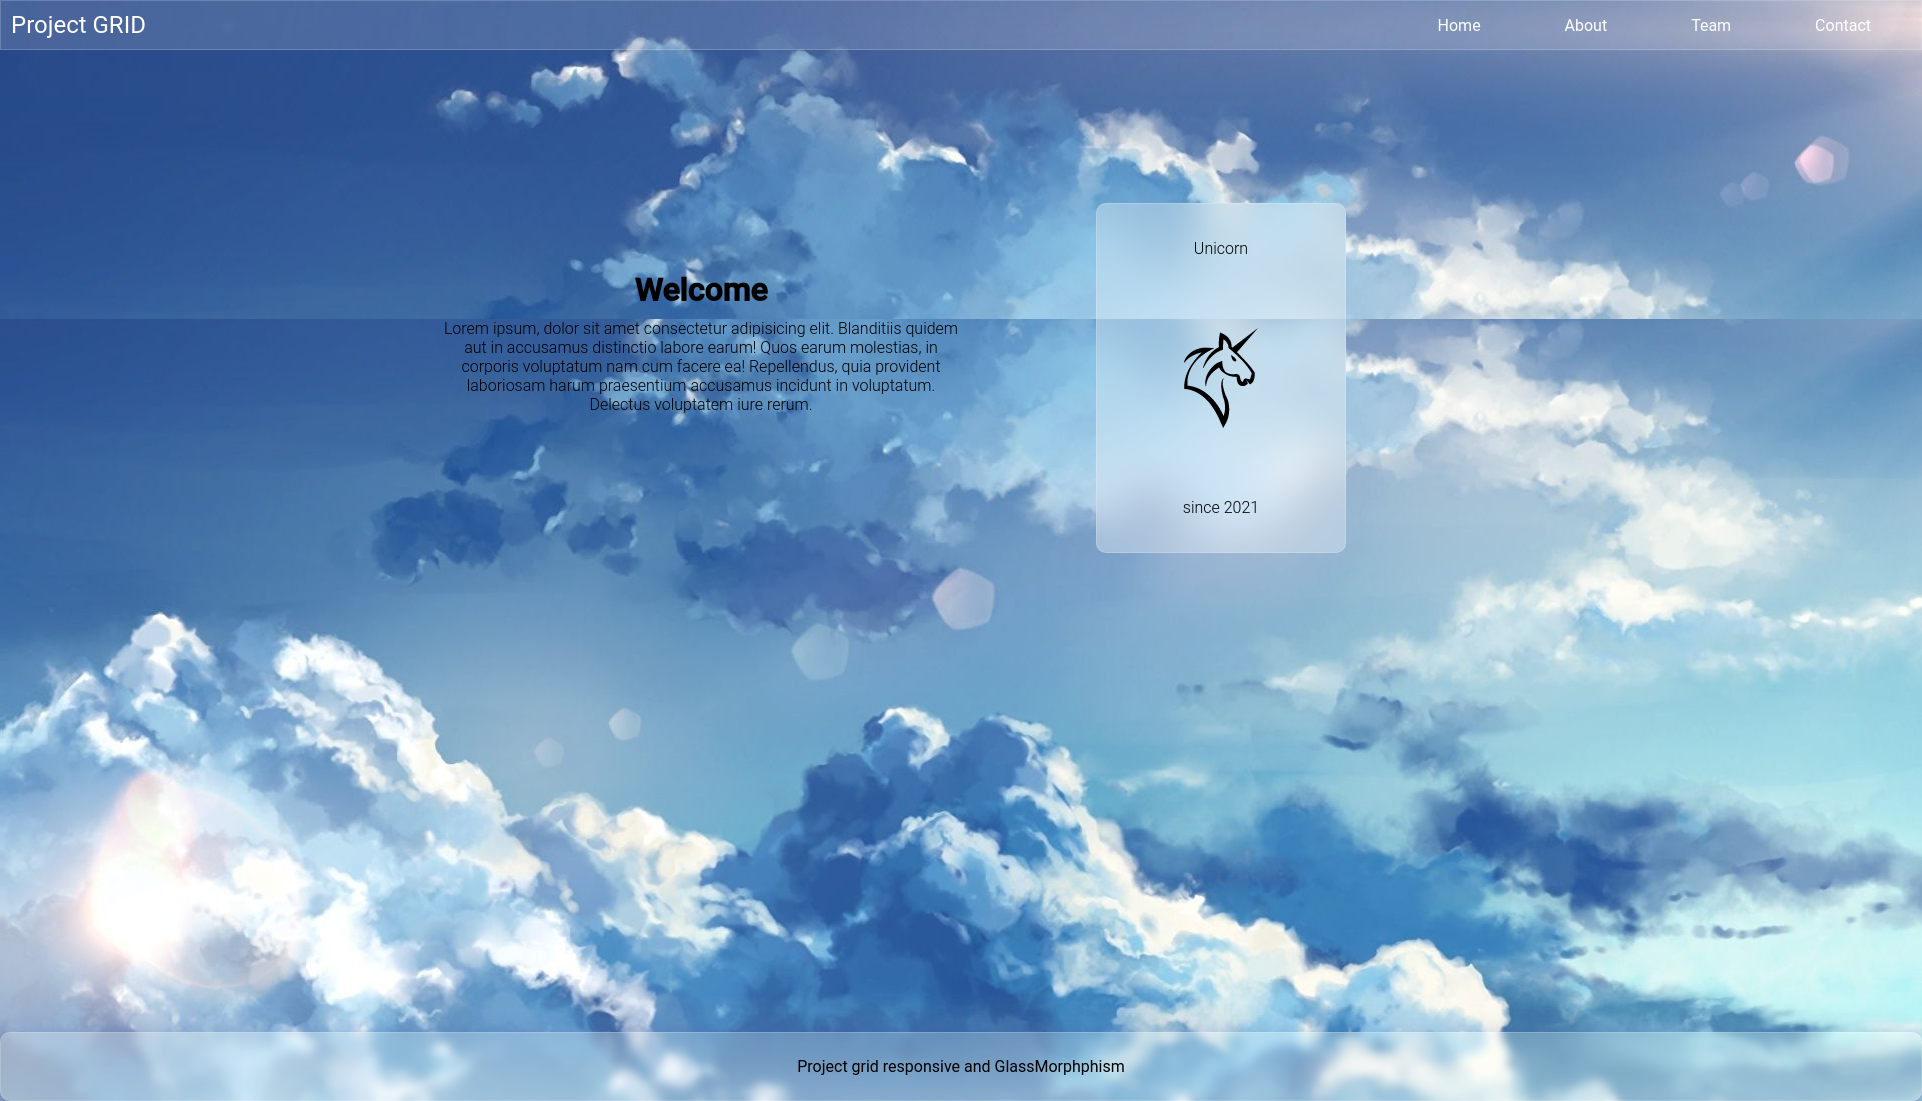 Project GRID
Home
About
Team
Contact
Welcome
Lorem ipsum, dolor sit amet consectetur adipisicing elit. Blanditiis quidem
aut in accusamus distinctio labore earum! Quos earum molestias, in
corporis voluptatum nam cum facere ea! Repellendus, quia provident
laboriosam harum praesentium accusamus incidunt in voluptatum.
Delectus voluptatem iure rerum.
Unicorn
since 2021
Project grid responsive and GlassMorphphism